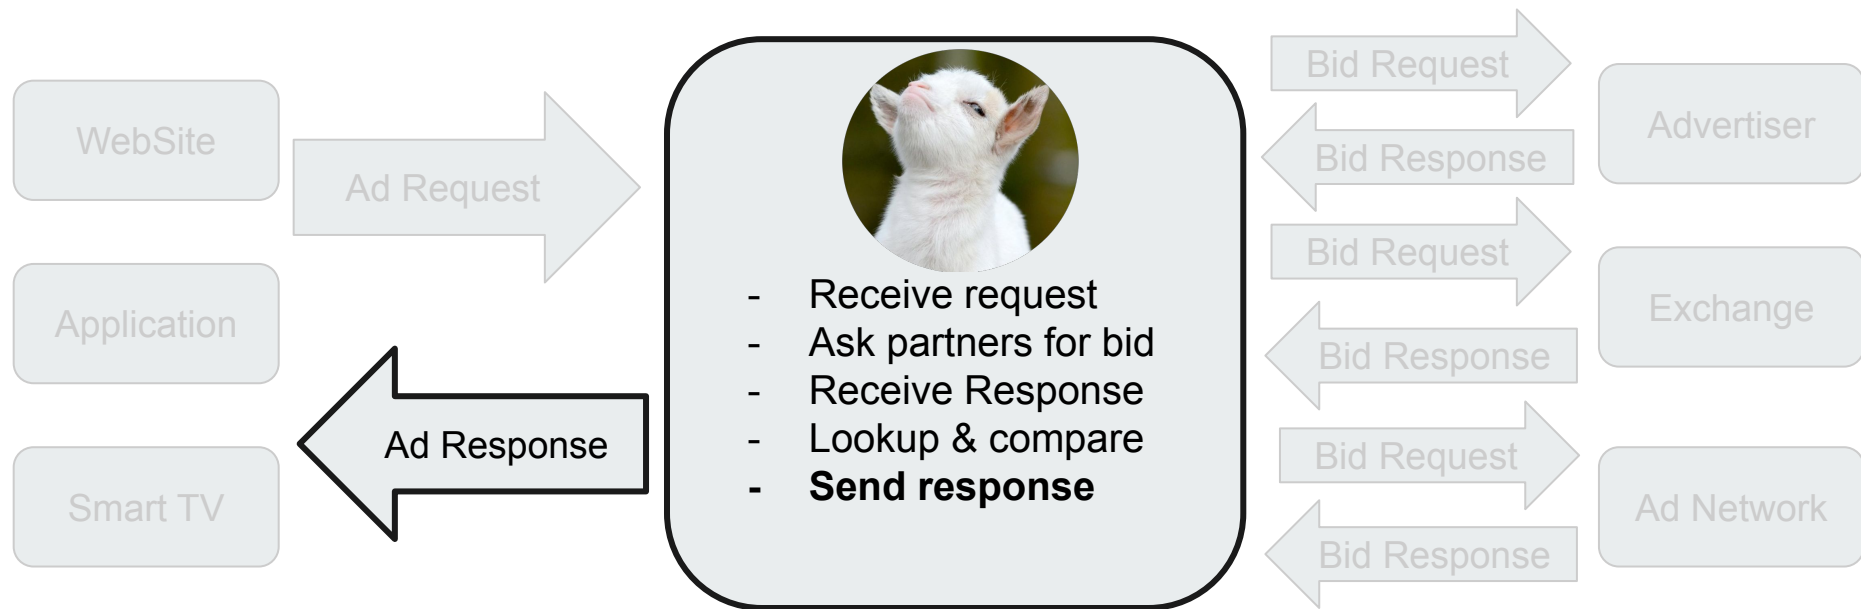 WebSite
Application
Smart TV
Ad Request
Ad Response
- Receive request
- Ask partners for bid
- Receive Response
- Lookup & compare
- Send response
Bid Request
Bid Response
Bid Request
Bid Response
Bid Request
Bid Response
Advertiser
Exchange
Ad Network